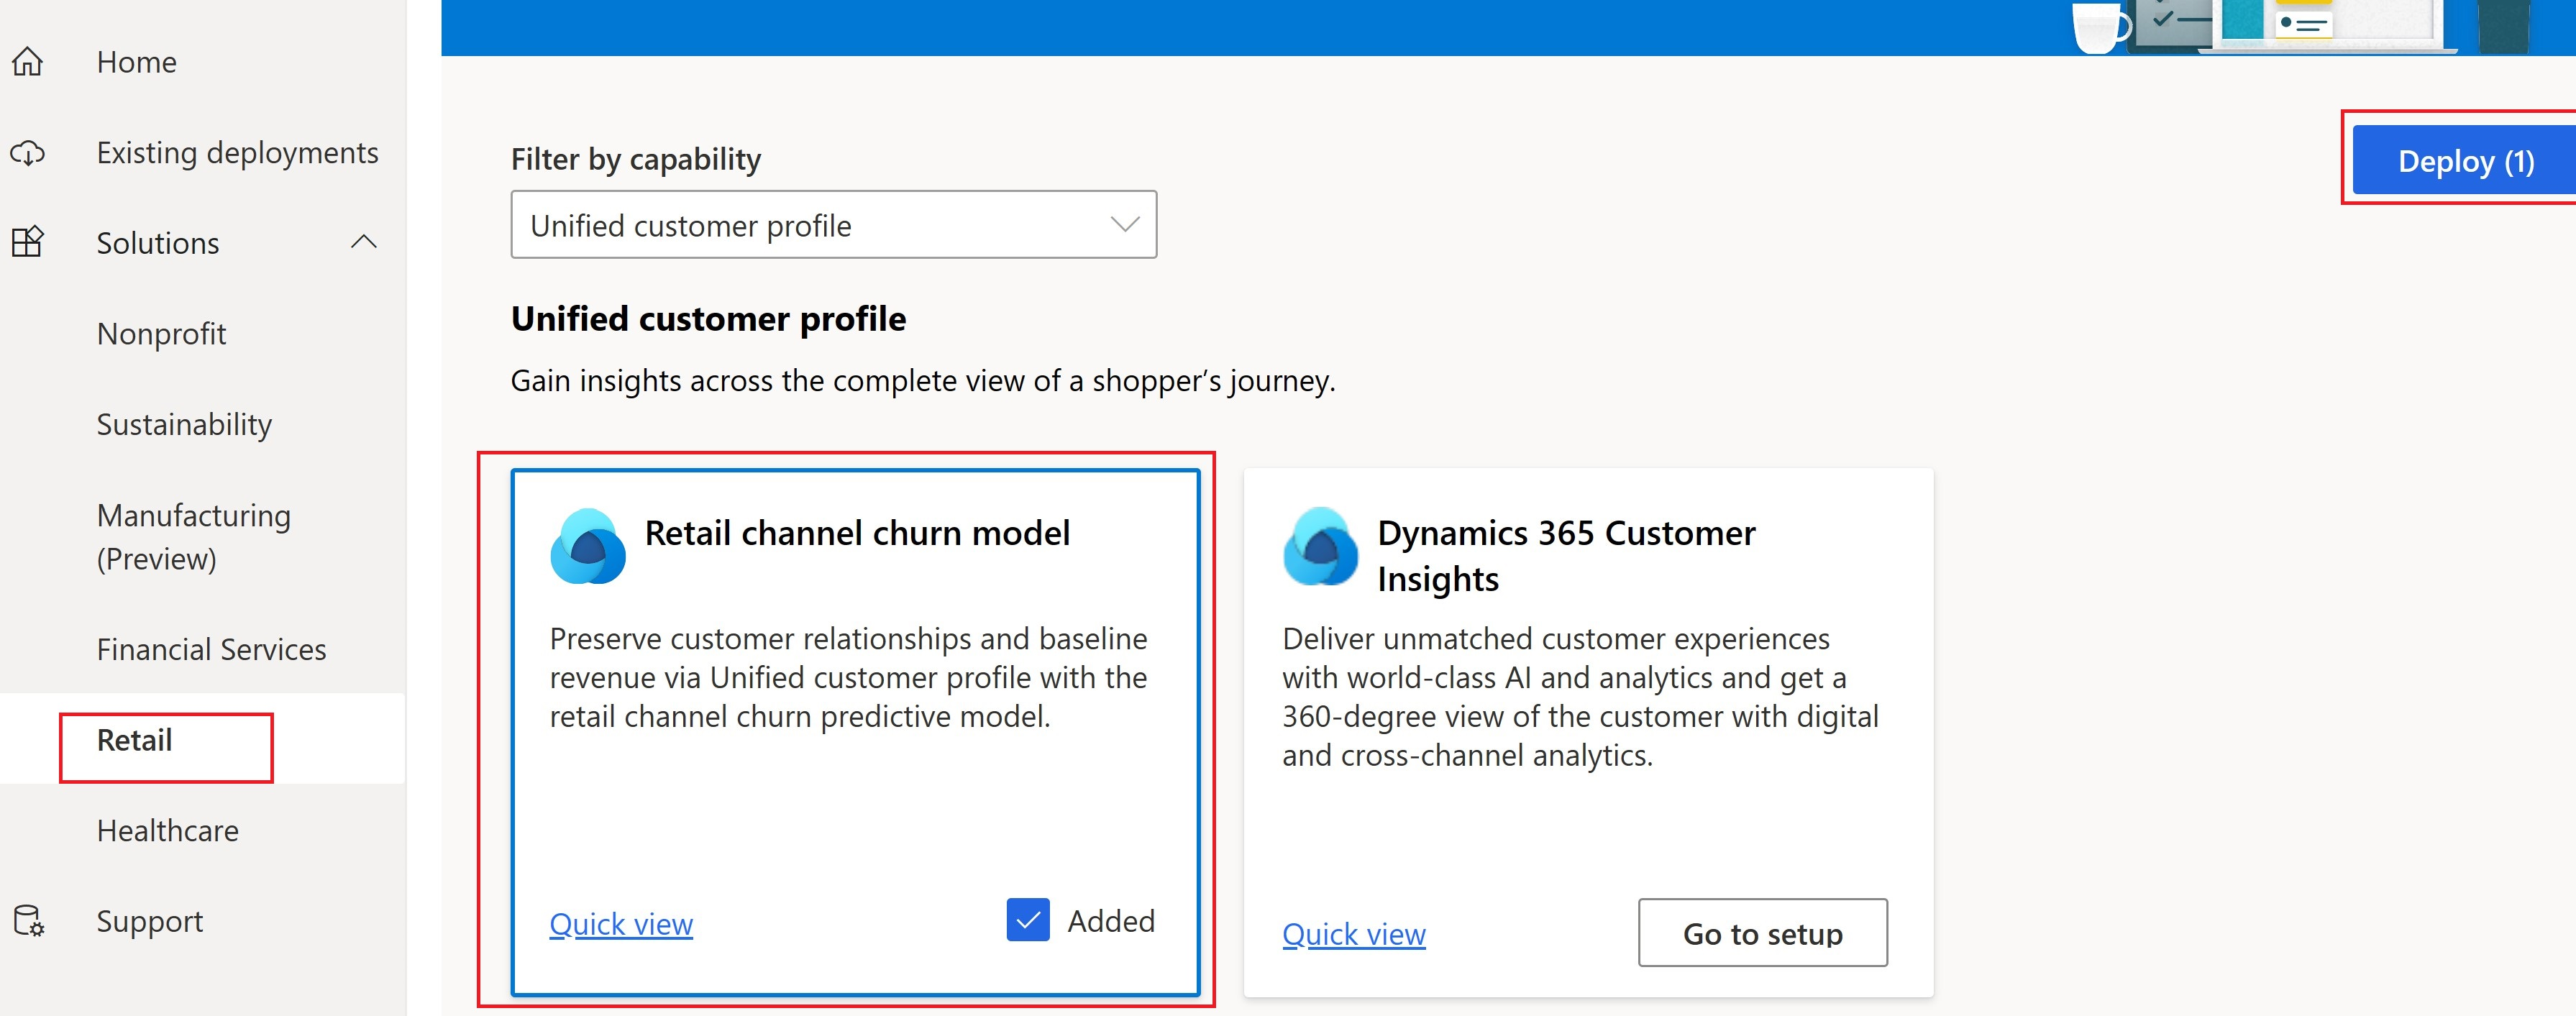 Home
Existing deployments
Solutions
Nonprofit
Sustainability
Manufacturing
(Preview)
Financial Services
Retail
Healthcare
Support
Filter by capability
Deploy (1)
Unified customer profile
Unified customer profile
Gain insights across the complete view of a shopper’s journey.
Retail channel churn model
Preserve customer relationships and baseline
revenue via Unified customer profile with the
retail channel churn predictive model.
Quick view
Added
Dynamics 365 Customer
Insights
Deliver unmatched customer experiences
with world-class AI and analytics and get a
360-degree view of the customer with digital
and cross-channel analytics.
Quick view
Go to setup